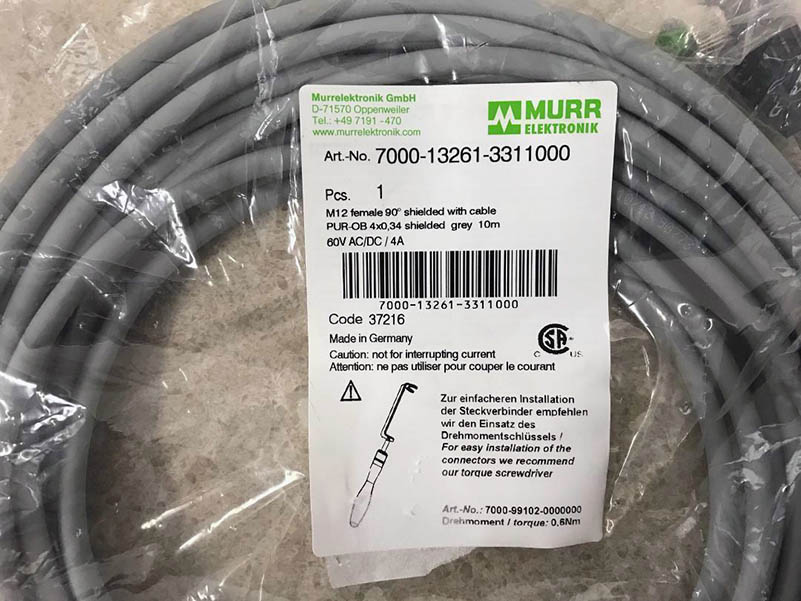 Murrelektronik GmbH
D-71570 Oppenweiler
Tel.: +49 7191 -470
www.murrelektronik.com
MURR
ELEKTRONIK
Art.-No. 7000-13261-3311000
Pcs. 1
M12 female 90° shielded with cable
PUR-OB 4x0,34 shielded grey 10m
60V AC/DC / 4A
7000-13261-3311000
Code 37216
Made in Germany
C SA US
Caution: not for interrupting current
Attention: ne pas utiliser pour couper le courant
Zur einfacheren Installation
der Steckverbinder empfehlen
wir den Einsatz des
Drehmomentschlüssels /
For easy installation of the
connectors we recommend
our torque screwdriver
Art.-No.: 7000-99102-0000000
Drehmoment / torque: 0,6Nm